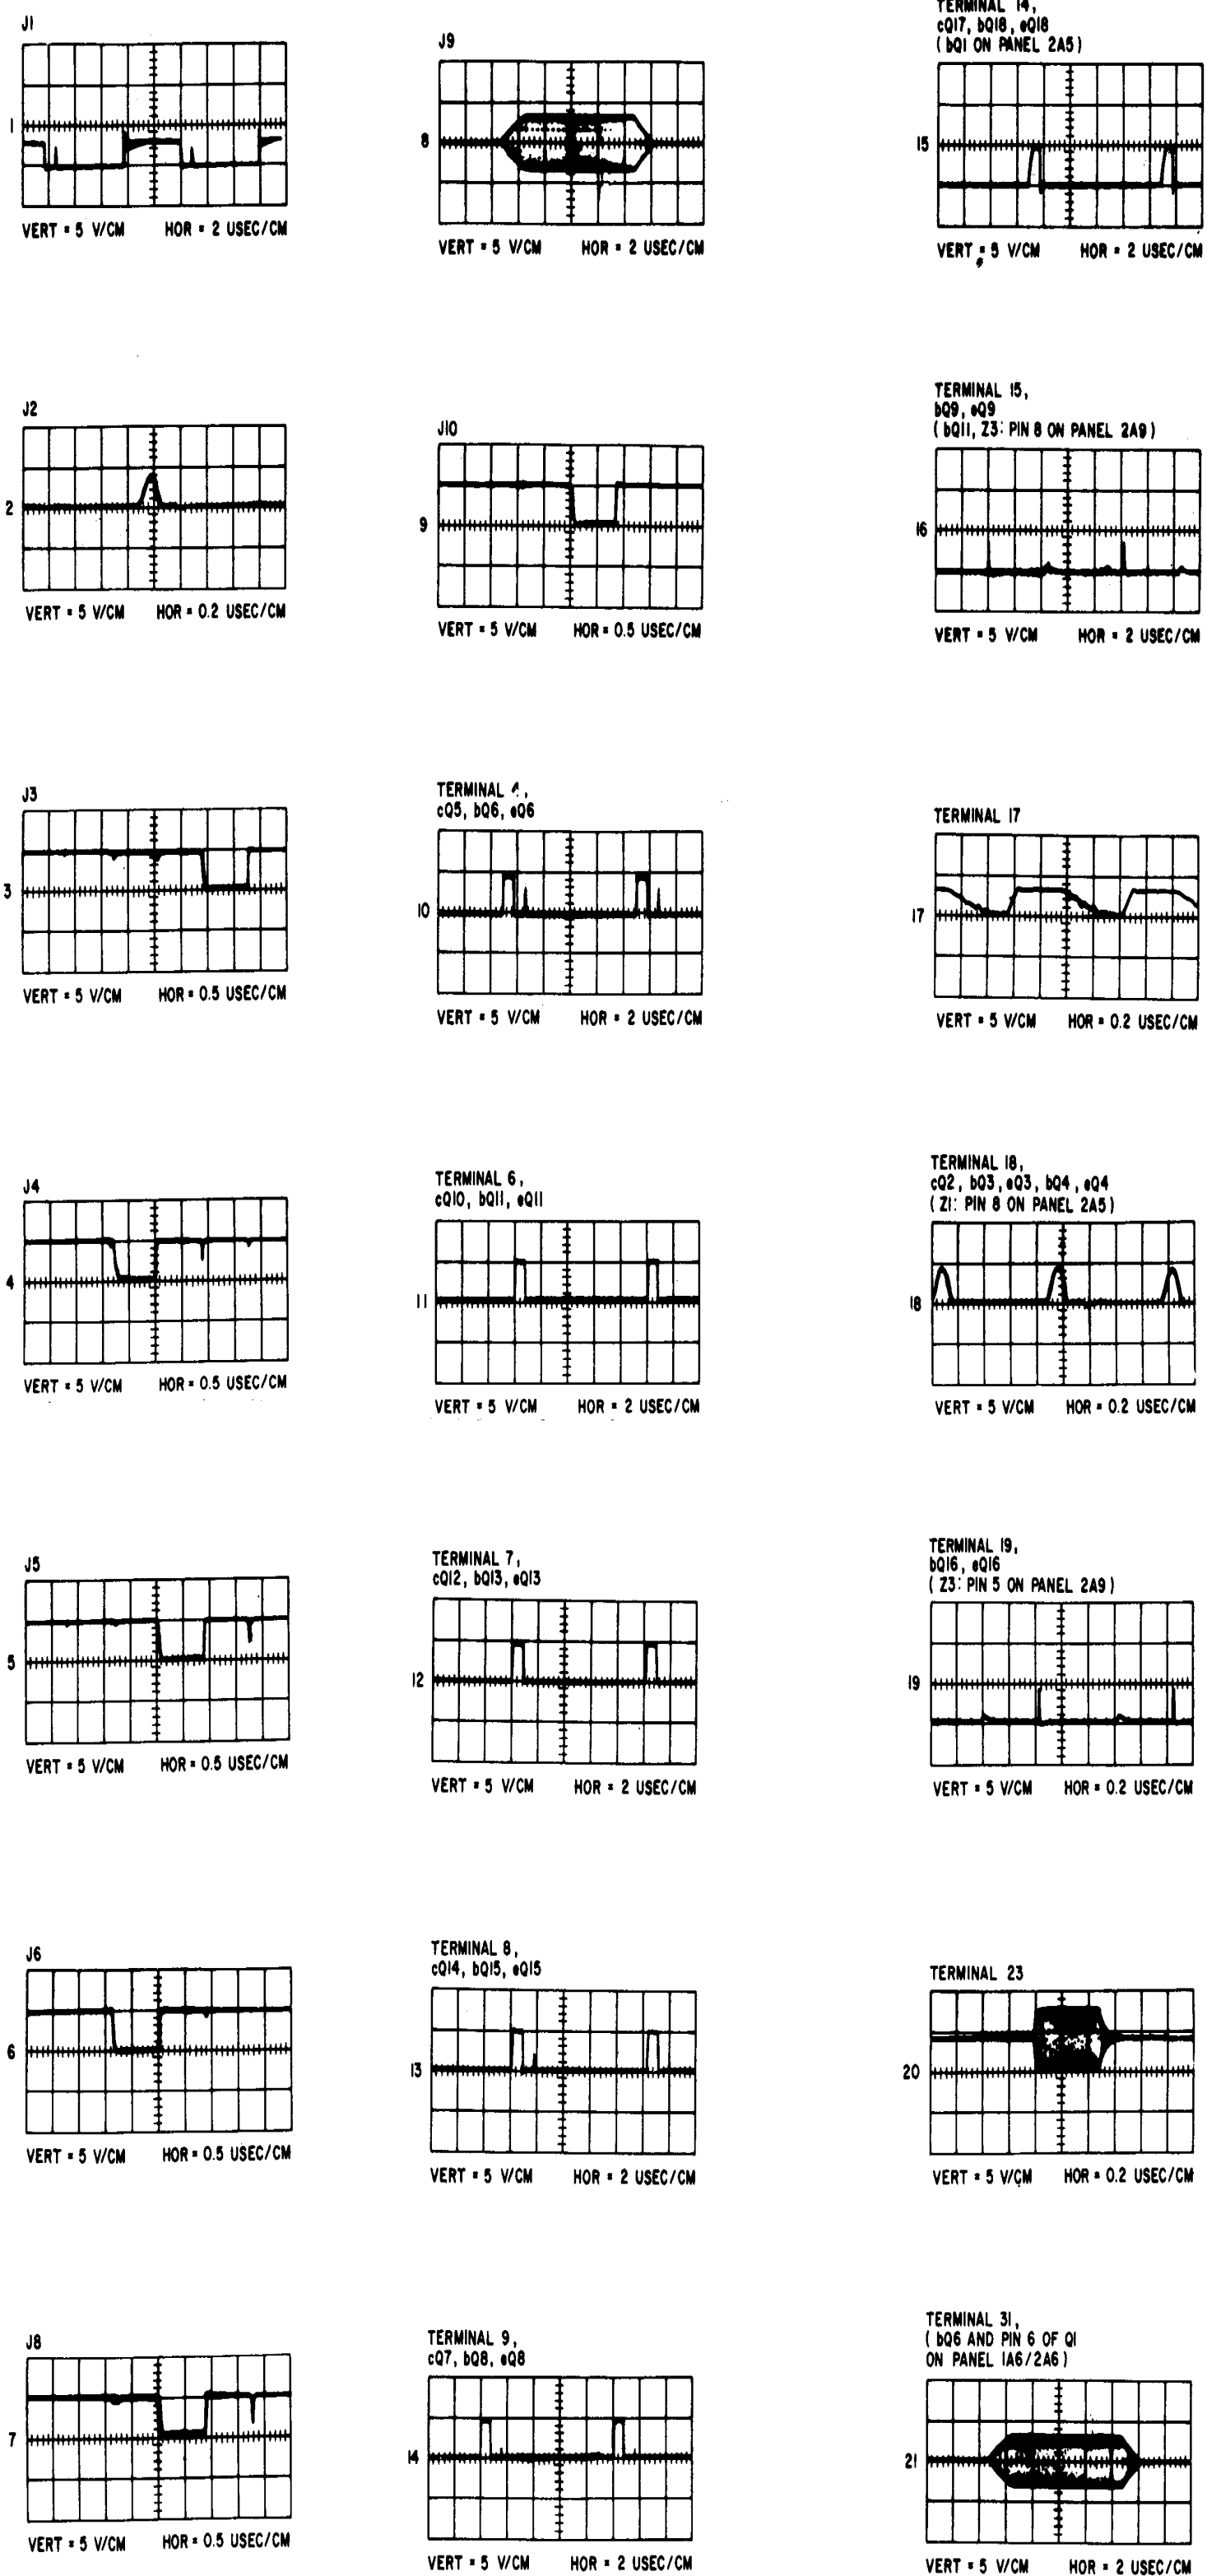 J1
1
VERT = 5 V/CM HOR = 2 USEC/CM
J2
2
VERT = 5 V/CM HOR = 0.2 USEC/CM
J3
3
VERT = 5 V/CM HOR = 0.5 USEC/CM
J4
4
VERT = 5 V/CM HOR = 0.5 USEC/CM
J5
5
VERT = 5 V/CM HOR = 0.5 USEC/CM
J6
6
VERT = 5 V/CM HOR = 0.5 USEC/CM
J8
7
VERT = 5 V/CM HOR = 0.5 USEC/CM
J9
8
VERT = 5 V/CM HOR = 2 USEC/CM
J10
9
VERT = 5 V/CM HOR = 0.5 USEC/CM
TERMINAL
cQ5, bQ6, eQ6
10
VERT = 5 V/CM HOR = 2 USEC/CM
TERMINAL 6,
cQ10, bQ11, eQ11
11
VERT = 5 V/CM HOR = 2 USEC/CM
TERMINAL 7,
cQ12, bQ13, eQ13
12
VERT = 5 V/CM HOR = 2 USEC/CM
TERMINAL 8,
cQ14, bQ15, eQ15
13
VERT = 5 V/CM HOR = 2 USEC/CM
TERMINAL 9,
cQ7, bQ8, eQ8
14
VERT = 5 V/CM HOR = 2 USEC/CM
TERMINAL 14,
cQ17, bQ18, eQ18
( bQ1 ON PANEL 2A5)
15
VERT = 5 V/CM HOR = 2 USEC/CM
TERMINAL 15,
bQ9, eQ9
( bQ11, Z3: PIN 8 ON PANEL 2A9 )
16
VERT = 5 V/CM HOR = 2 USEC/CM
TERMINAL 17
17
VERT = 5 V/CM HOR = 0.2 USEC/CM
TERMINAL 18,
cQ2, bQ3, eQ3, bQ4, eQ4
( Z1: PIN 8 ON PANEL 2A5 )
18
VERT = 5 V/CM HOR = 0.2 USEC/CM
TERMINAL 19,
bQ16, eQ16
( Z3: PIN 5 ON PANEL 2A9 )
19
VERT = 5 V/CM HOR = 0.2 USEC/CM
TERMINAL 23
20
VERT = 5 V/CM HOR = 0.2 USEC/CM
TERMINAL 31,
( bQ6 AND PIN 6 OF Q1
ON PANEL 1A6/2A6 )
21
VERT = 5 V/CM HOR = 2 USEC/CM